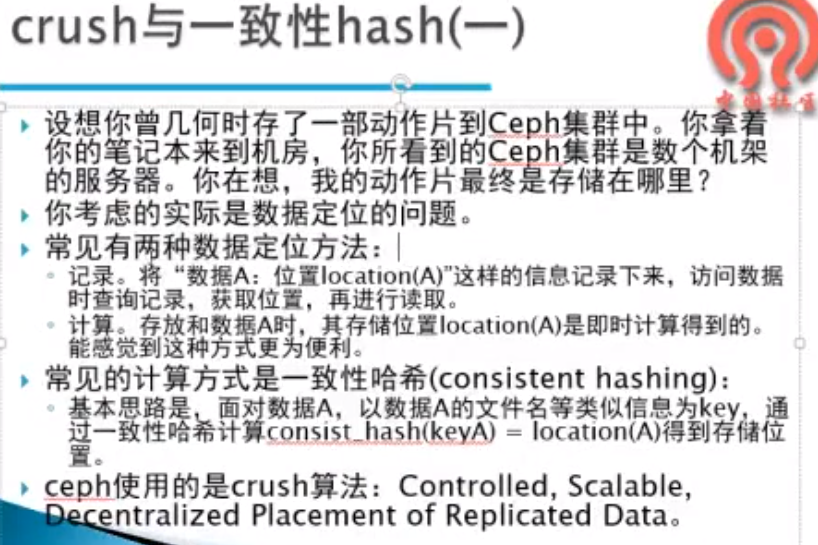 crush与一致性hash(一)
设想你曾几何时存了一部动作片到Ceph集群中。你拿着
你的笔记本来到机房，你所看到的Ceph集群是数个机架
的服务器。你在想，我的动作片最终是存储在哪里？
你考虑的实际是数据定位的问题。
常见有两种数据定位方法：
记录。将“数据A：位置location(A)”这样的信息记录下来，访问数据
时查询记录，获取位置，再进行读取。
计算。存放和数据A时，其存储位置location(A)是即时计算得到的。
能感觉到这种方式更为便利。
常见的计算方式是一致性哈希(consistent hashing)：
基本思路是，面对数据A，以数据A的文件名等类似信息为key，通
过一致性哈希计算consist_hash(keyA) = location(A)得到存储位
置。
ceph使用的是crush算法：Controlled, Scalable,
Decentralized Placement of Replicated Data。